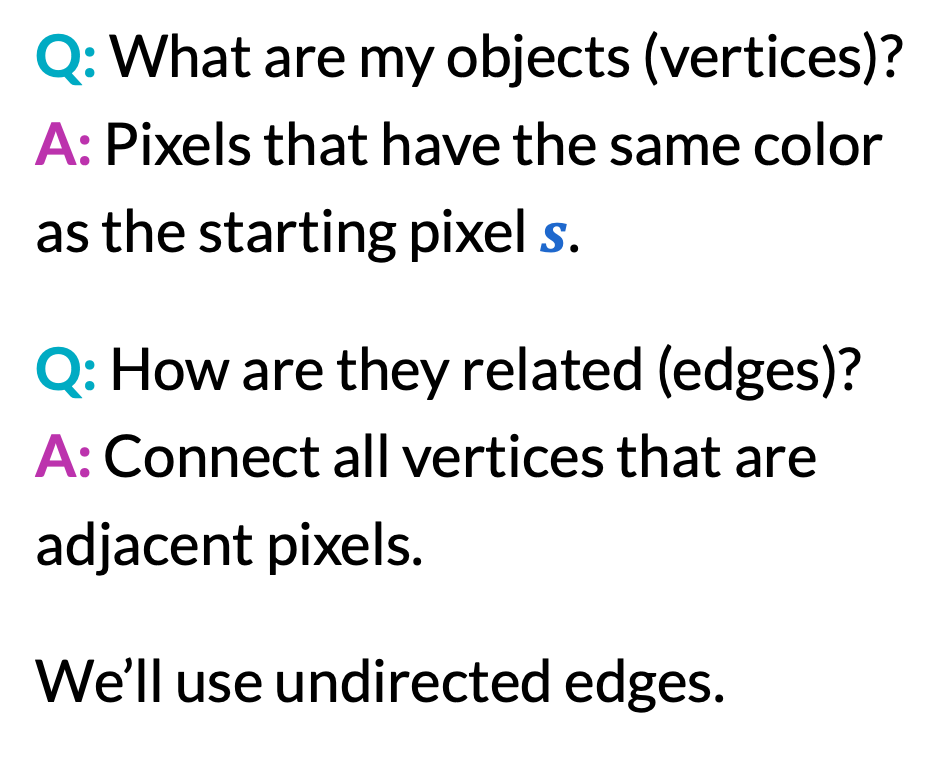 Q: What are my objects (vertices)?
A: Pixels that have the same color
as the starting pixel s.
Q: How are they related (edges)?
A: Connect all vertices that are
adjacent pixels.
We’ll use undirected edges.